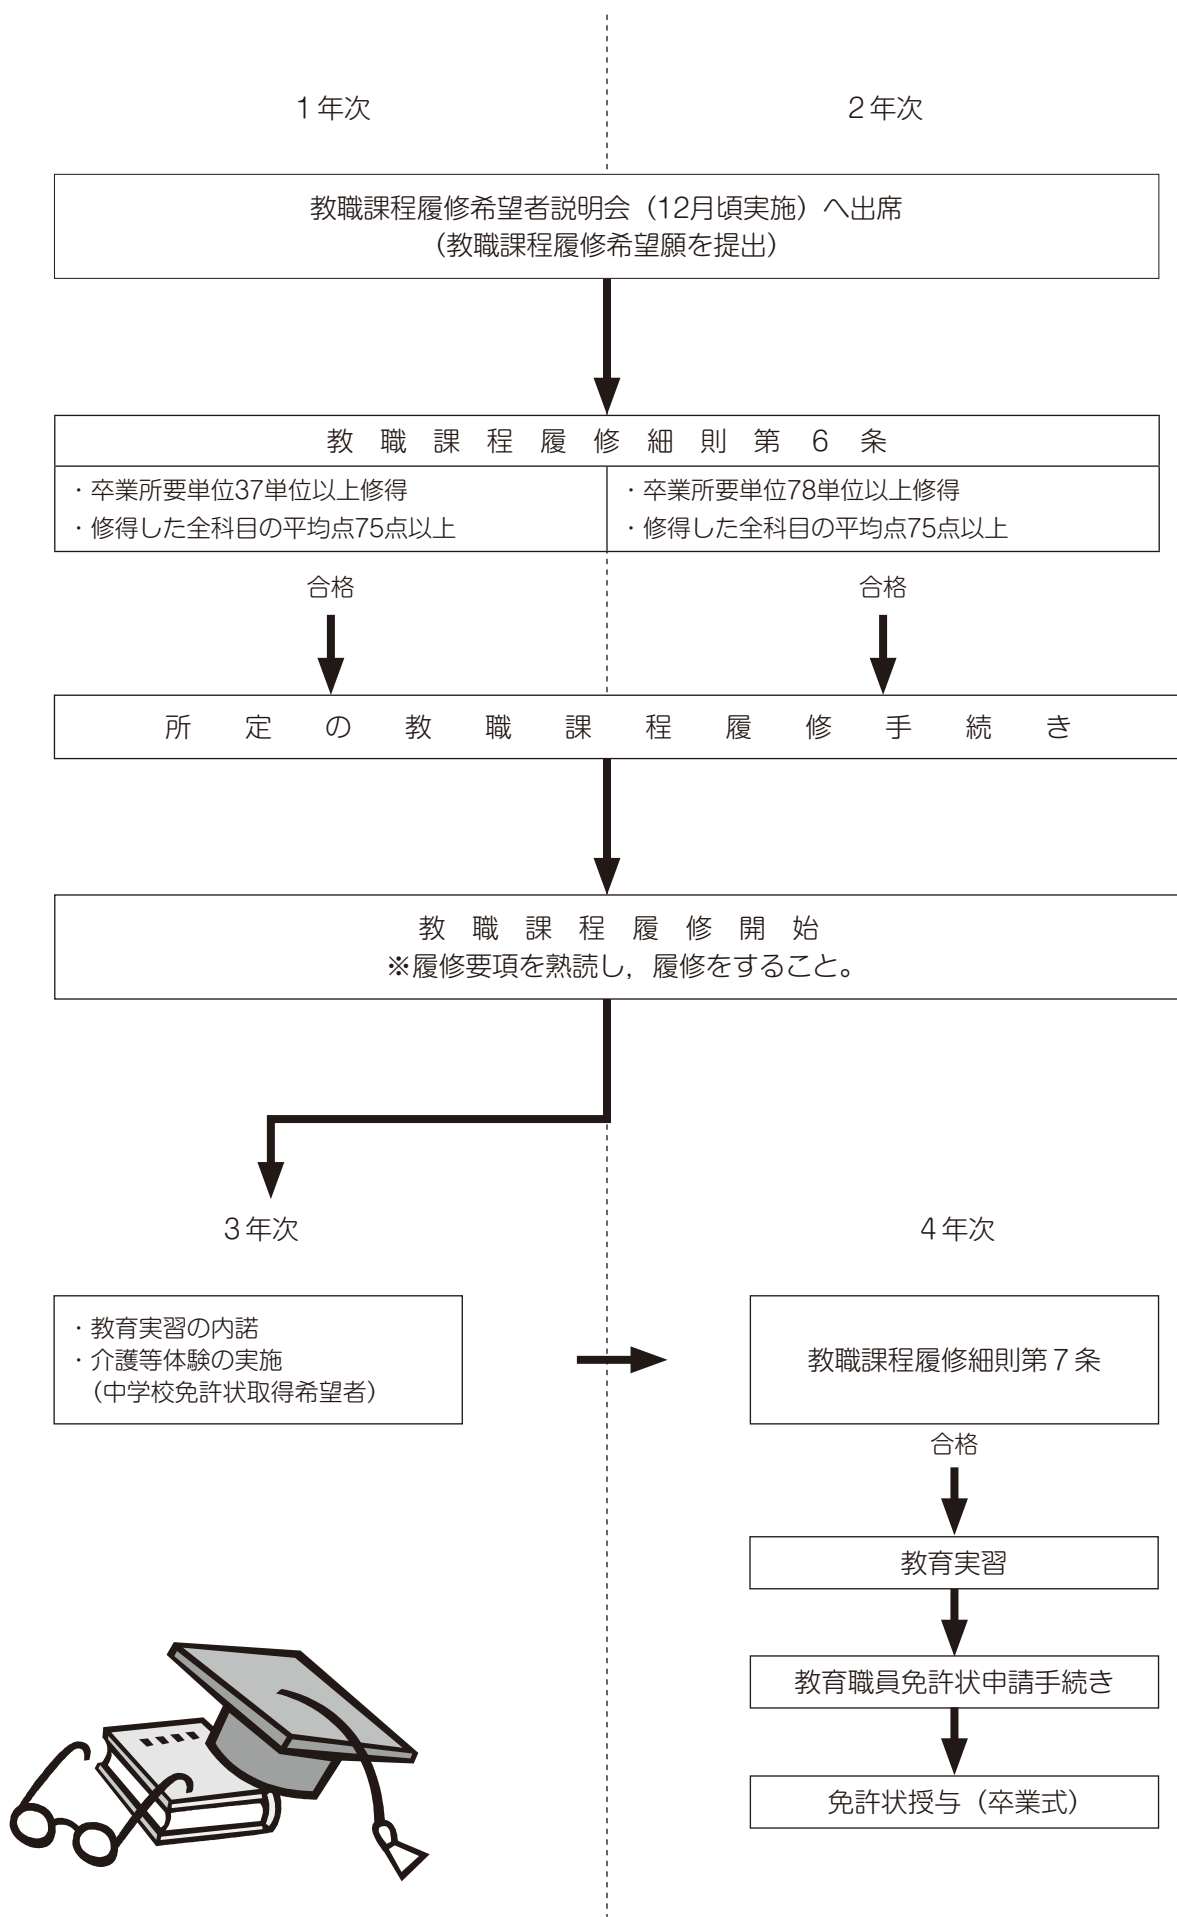 1年次
2年次
教職課程履修希望者説明会（12月頃実施）へ出席
（教職課程履修希望願を提出）
教職課程履修細則第6条
・卒業所要単位37単位以上修得
・修得した全科目の平均点75点以上
・卒業所要単位78単位以上修得
・修得した全科目の平均点75点以上
合格
合格
所定の教職課程履修手続き
教職課程履修開始
※履修要項を熟読し，履修をすること。
3年次
4年次
・教育実習の内諾
・介護等体験の実施
（中学校免許状取得希望者）
教職課程履修細則第7条
合格
教育実習
教育職員免許状申請手続き
免許状授与（卒業式）